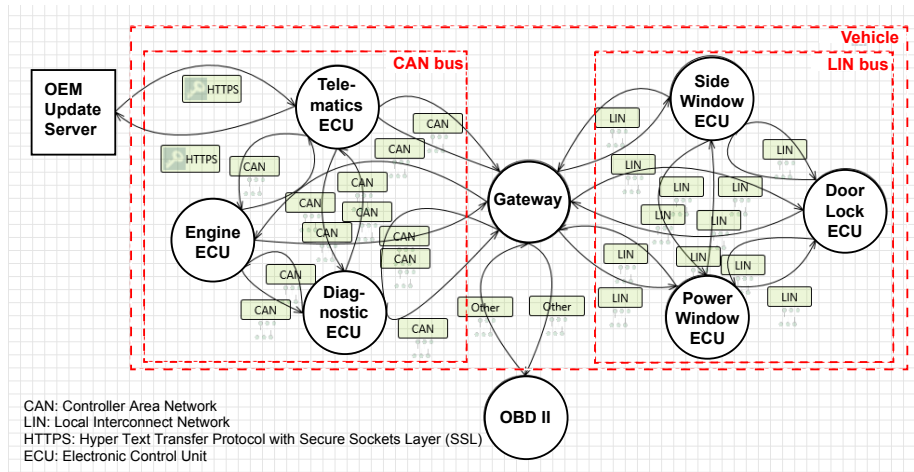 Vehicle
CAN bus
LIN bus
OEM
Update
Server
HTTPS
HTTPS
Tele-
matics
ECU
CAN
CAN
CAN
CAN
CAN
CAN
CAN
CAN
CAN
CAN
CAN
CAN
Engine
ECU
Diag-
nostic
ECU
Gateway
Other
Other
OBD II
Side
Window
ECU
LIN
LIN
LIN
LIN
LIN
LIN
LIN
LIN
LIN
LIN
LIN
LIN
Door
Lock
ECU
Power
Window
ECU
CAN: Controller Area Network
LIN: Local Interconnect Network
HTTPS: Hyper Text Transfer Protocol with Secure Sockets Layer (SSL)
ECU: Electronic Control Unit